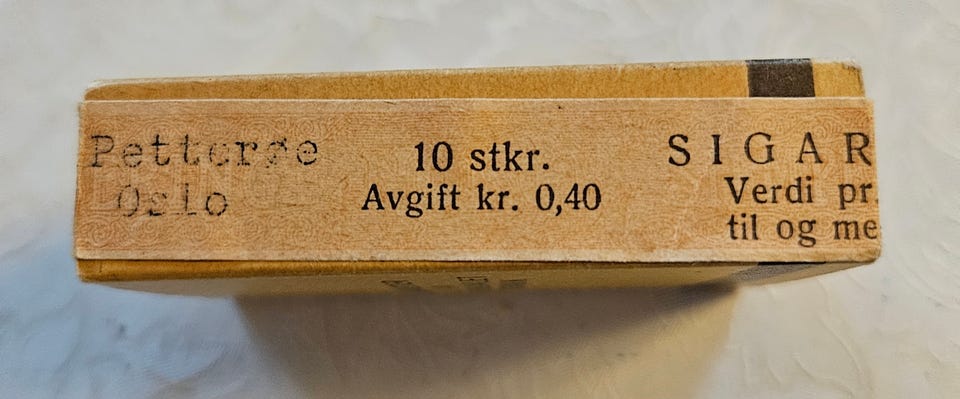 Petterse
Oslo
10 stkr.
Avgift kr. 0,40
SIGAR
Verdi pr.
til og me